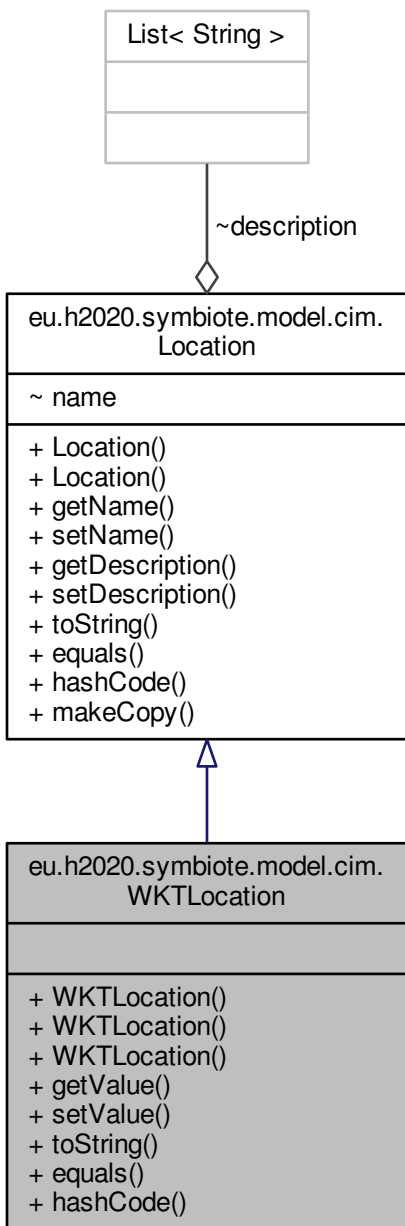 List< String >
~description
eu.h2020.symbiote.model.cim.
Location
~ name
+ Location()
+ Location()
+ getName()
+ setName()
+ getDescription()
+ setDescription()
+ toString()
+ equals()
+ hashCode()
+ makeCopy()
eu.h2020.symbiote.model.cim.
WKTLocation
+ WKTLocation()
+ WKTLocation()
+ WKTLocation()
+ getValue()
+ setValue()
+ toString()
+ equals()
+ hashCode()